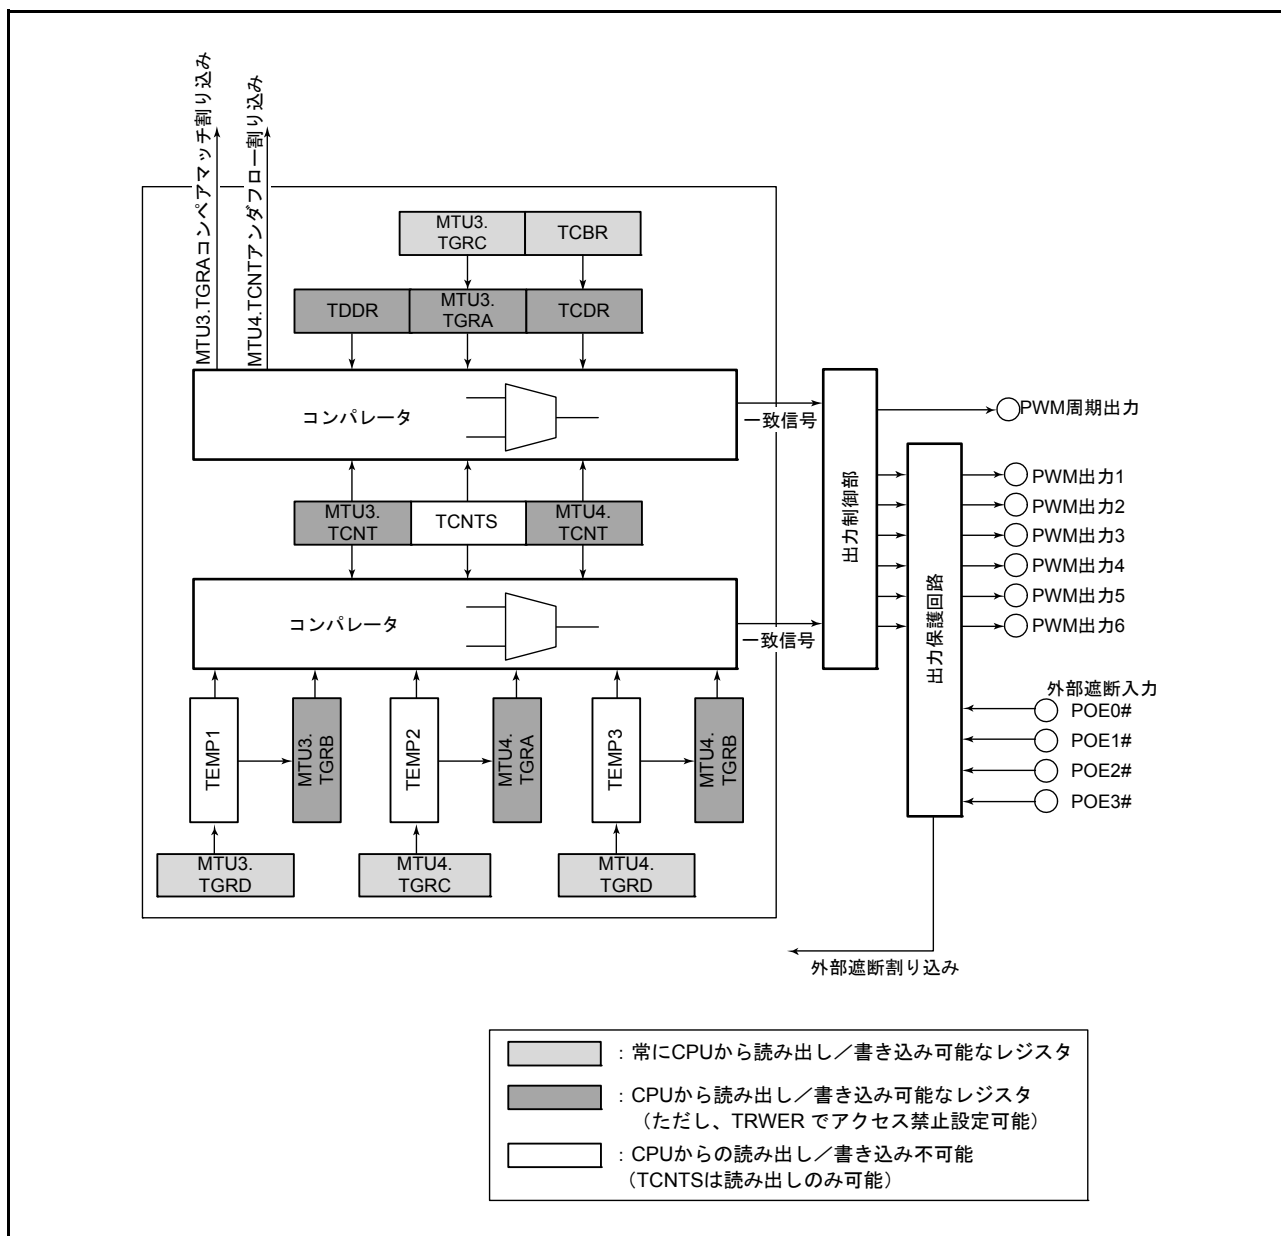 MTU3.TGRAコンペアマッチ割り込み
MTU4.TCNTアンダフロー割り込み
MTU3.
TGRC
TCBR
TDDR
MTU3.
TGRA
TCDR
コンパレータ
一致信号
MTU3.
TCNT
TCNTS
MTU4.
TCNT
コンパレータ
一致信号
TEMP1
MTU3.
TGRB
TEMP2
MTU4.
TGRA
TEMP3
MTU4.
TGRB
MTU3.
TGRD
MTU4.
TGRC
MTU4.
TGRD
出力制御部
出力保護回路
PWM周期出力
PWM出力1
PWM出力2
PWM出力3
PWM出力4
PWM出力5
PWM出力6
外部遮断入力
POE0#
POE1#
POE2#
POE3#
外部遮断割り込み
：常にCPUから読み出し／書き込み可能なレジスタ
：CPUから読み出し／書き込み可能なレジスタ
（ただし、TRWER でアクセス禁止設定可能）
：CPUからの読み出し／書き込み不可能
（TCNTSは読み出しのみ可能）